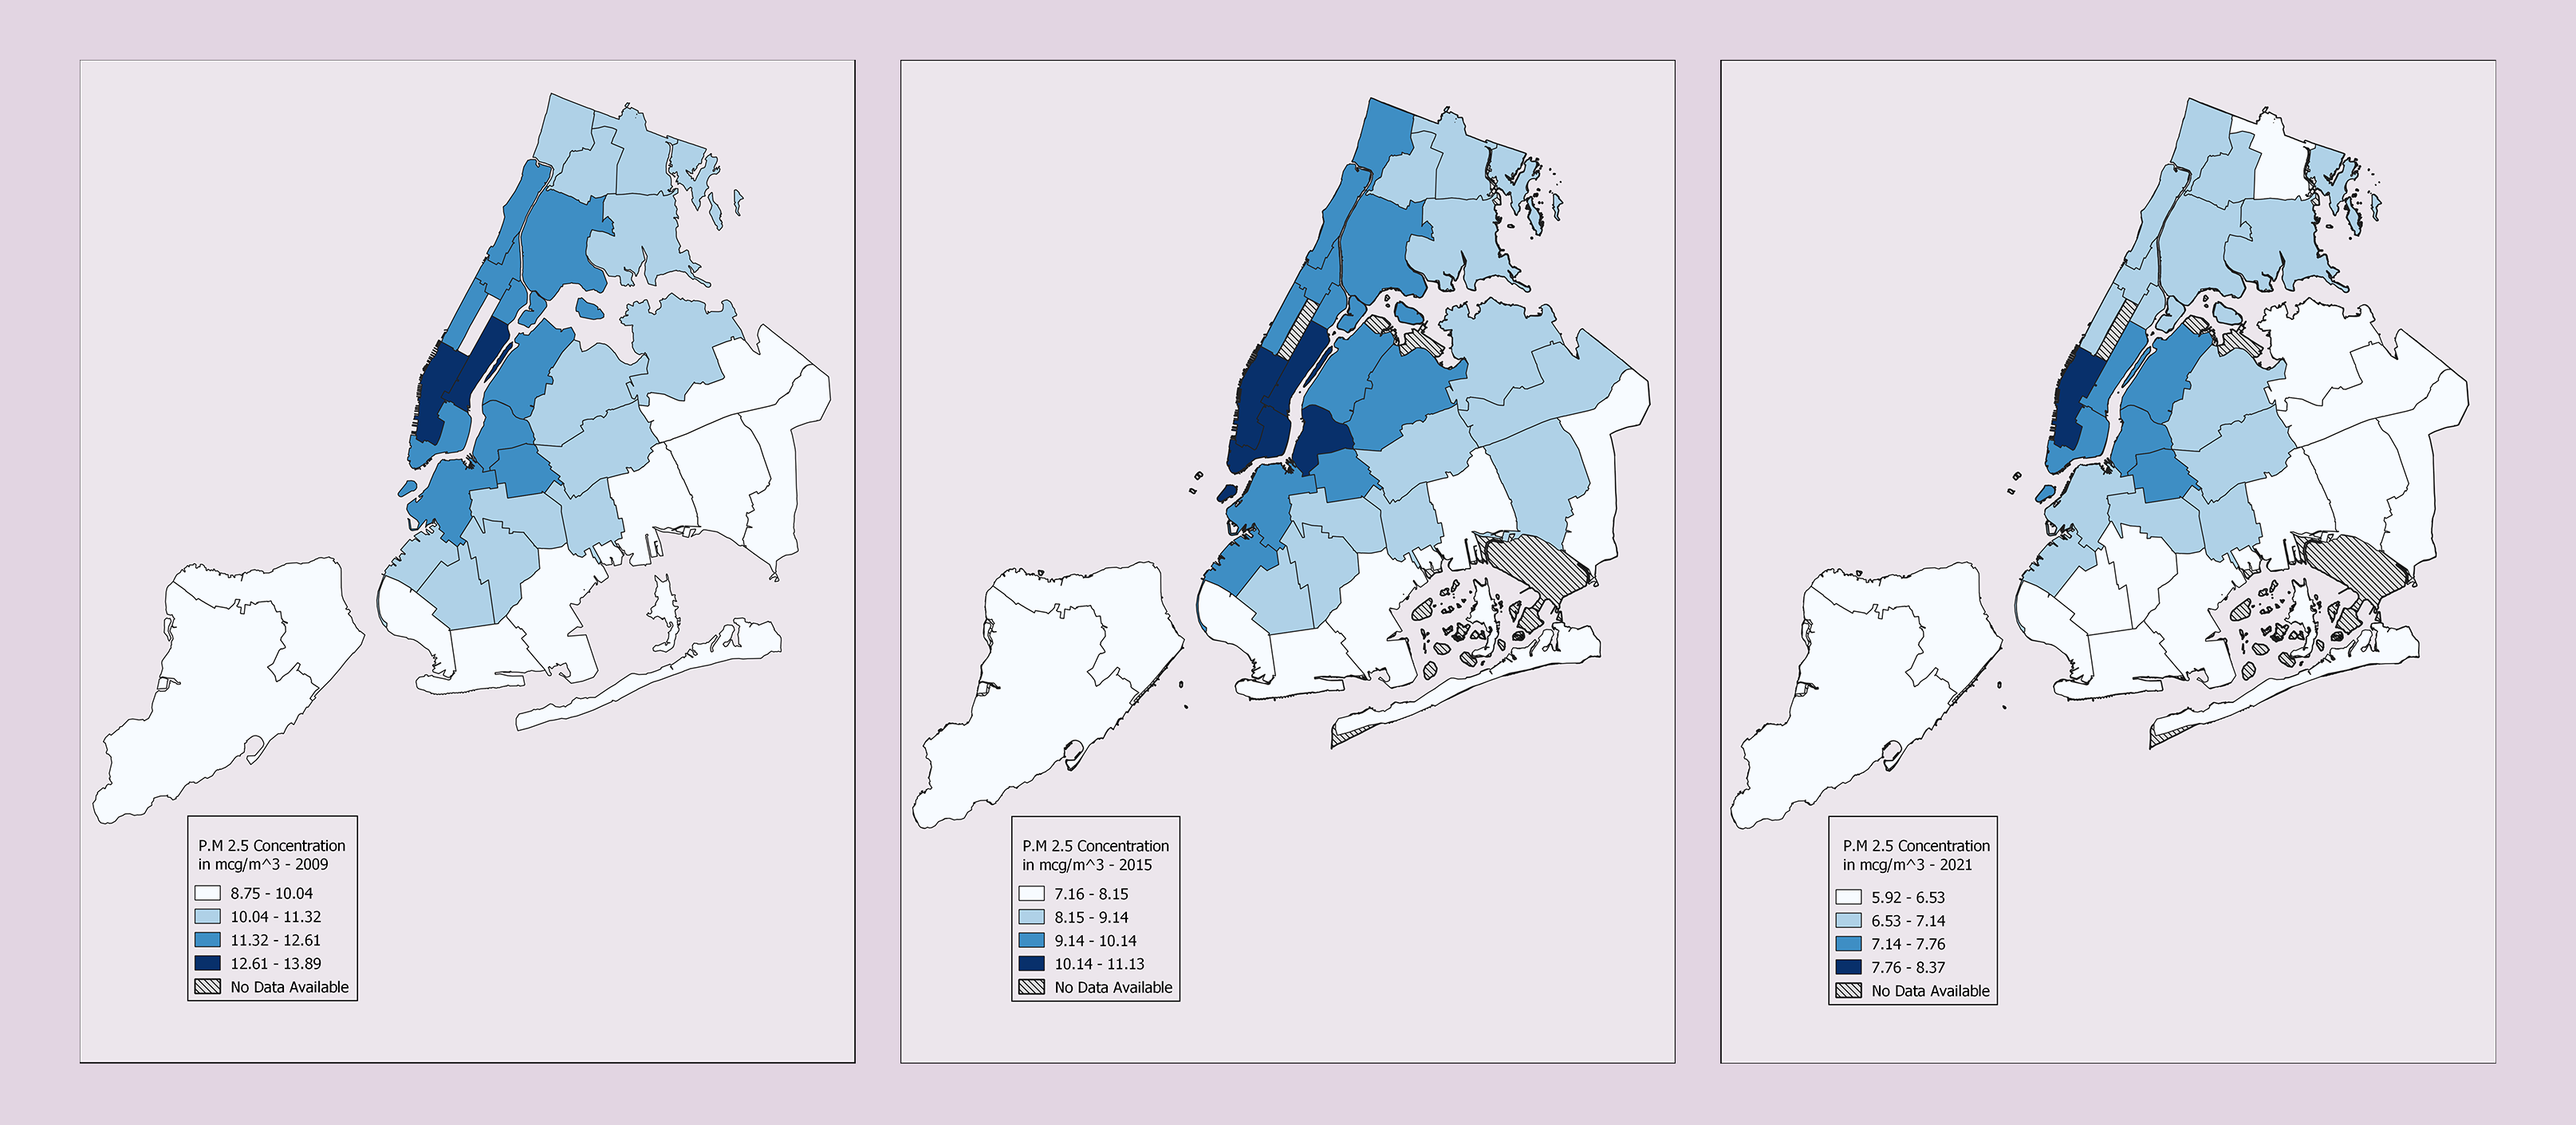 P.M 2.5 Concentration
in mcg/m^3 - 2009
8.75 - 10.04
10.04 - 11.32
11.32 - 12.61
12.61 - 13.89
No Data Available
P.M 2.5 Concentration
in mcg/m^3 - 2015
7.16 - 8.15
8.15 - 9.14
9.14 - 10.14
10.14 - 11.13
No Data Available
P.M 2.5 Concentration
in mcg/m^3 - 2021
5.92 - 6.53
6.53 - 7.14
7.14 - 7.76
7.76 - 8.37
No Data Available